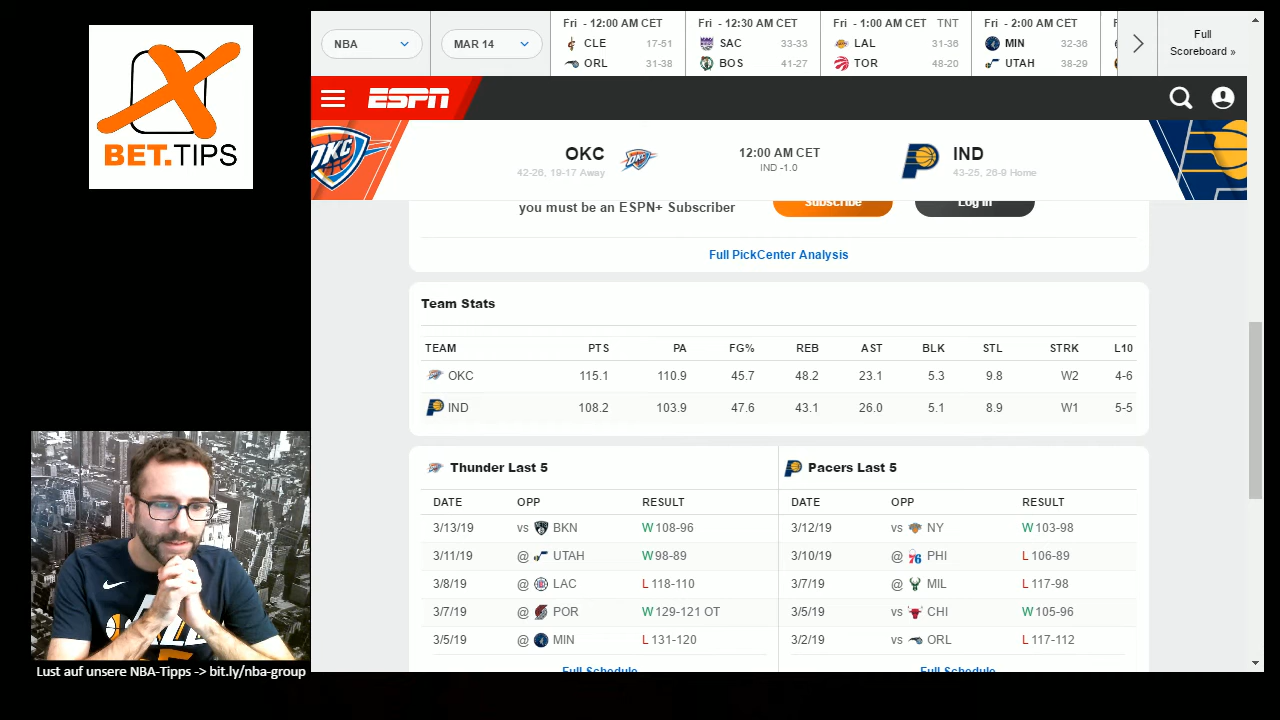 BET.TIPS
NBA
MAR 14
Fri - 12:00 AM CET
CLE 17-51
ORL 31-38
Fri - 12:30 AM CET
SAC 33-33
BOS 41-27
Fri - 1:00 AM CET TNT
LAL 31-36
TOR 48-20
Fri - 2:00 AM CET
MIN 32-36
UTAH 38-29
Full
Scoreboard »
ESPN
OKC
42-26, 19-17 Away
12:00 AM CET
IND -1.0
IND
43-25, 26-9 Home
OKC
you must be an ESPN+ Subscriber
Subscribe
Log In
Full PickCenter Analysis
Team Stats
TEAM PTS PA FG% REB AST BLK STL STRK L10
OKC 115.1 110.9 45.7 48.2 23.1 5.3 9.8 W2 4-6
IND 108.2 103.9 47.6 43.1 26.0 5.1 8.9 W1 5-5
Thunder Last 5
DATE OPP RESULT
3/13/19 vs BKN W 108-96
3/11/19 @ UTAH W 98-89
3/8/19 @ LAC L 118-110
3/7/19 @ POR W 129-121 OT
3/5/19 @ MIN L 131-120
Full Schedule
Pacers Last 5
DATE OPP RESULT
3/12/19 vs NY W 103-98
3/10/19 @ PHI L 106-89
3/7/19 @ MIL L 117-98
3/5/19 vs CHI W 105-96
3/2/19 vs ORL L 117-112
Full Schedule
Lust auf unsere NBA-Tipps -> bit.ly/nba-group